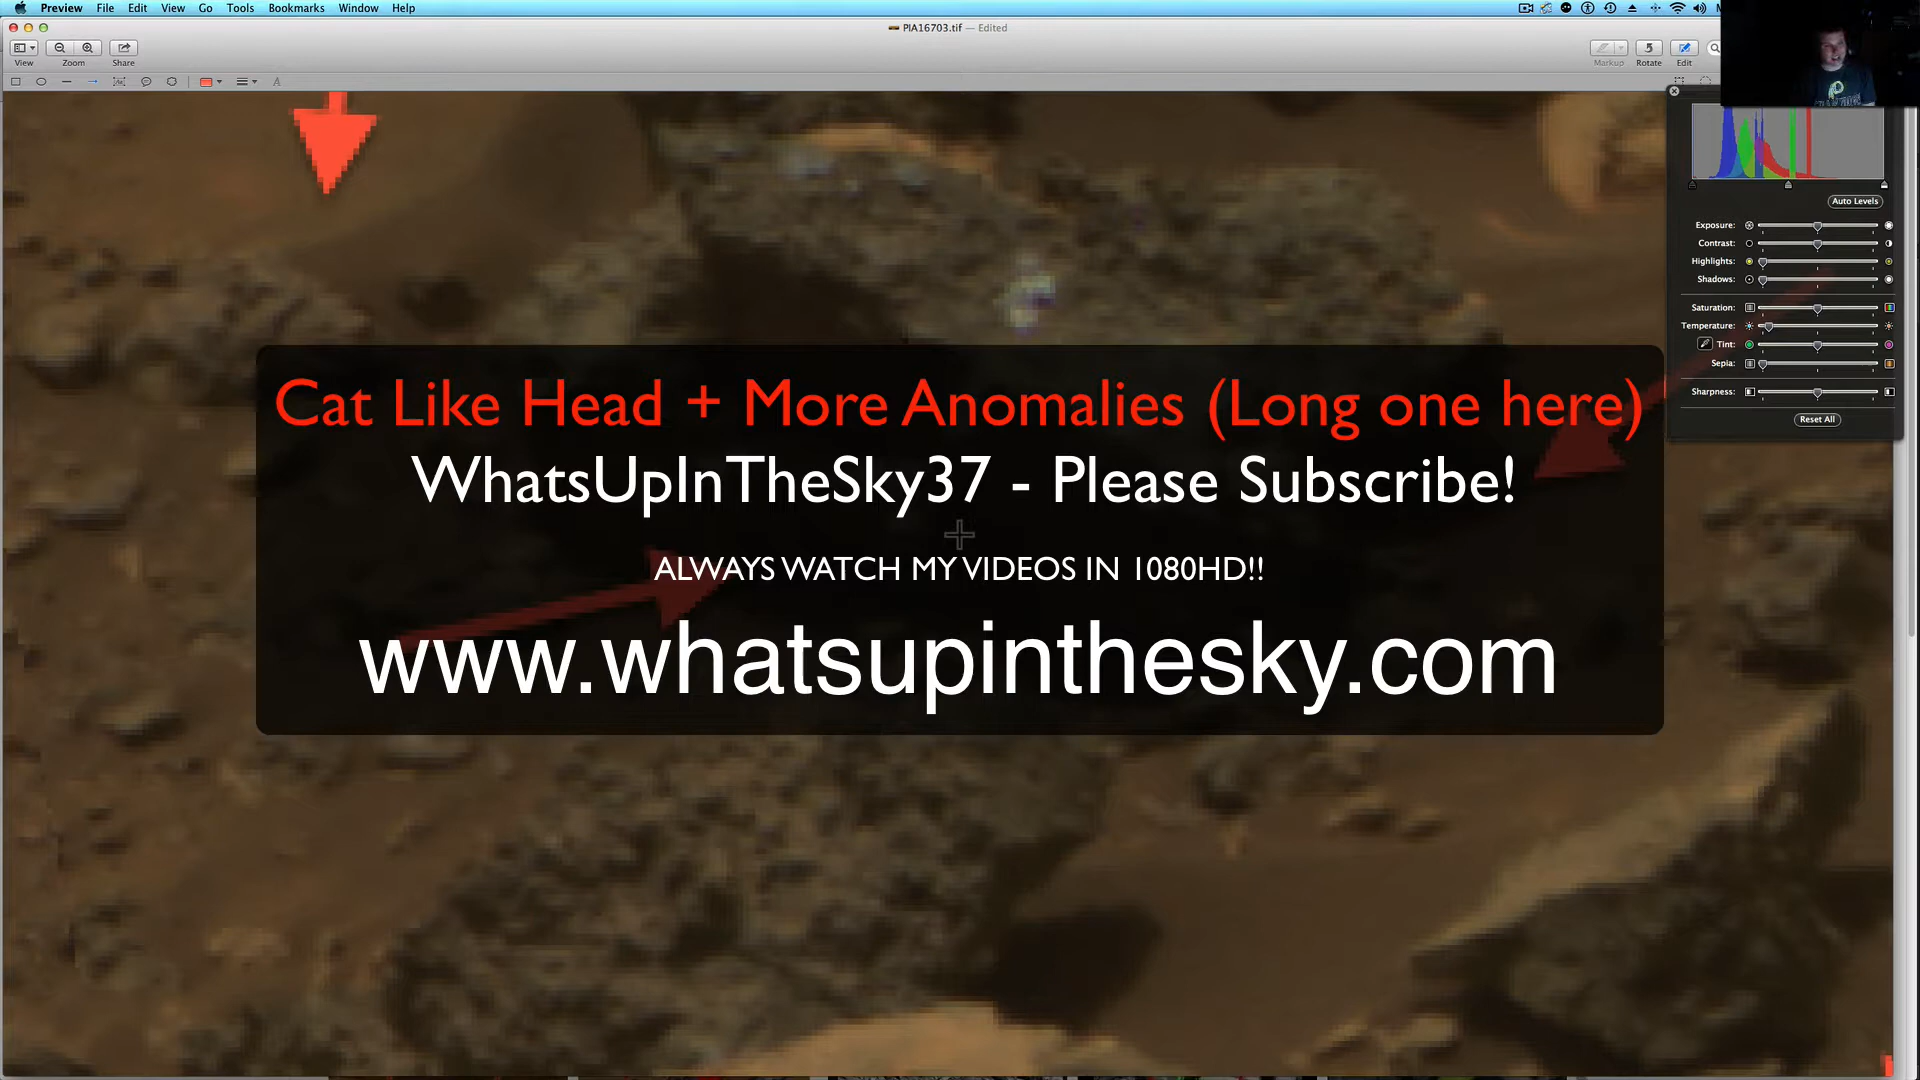 Preview File Edit View Go Tools Bookmarks Window Help
PIA16703.tif — Edited
View Zoom Share Markup Rotate Edit
Auto Levels
Exposure:
Contrast:
Highlights:
Shadows:
Saturation:
Temperature:
Tint:
Sepia:
Sharpness:
Reset All
Cat Like Head + More Anomalies (Long one here)
WhatsUpInTheSky37 - Please Subscribe!
ALWAYS WATCH MY VIDEOS IN 1080HD!!
www.whatsupinthesky.com